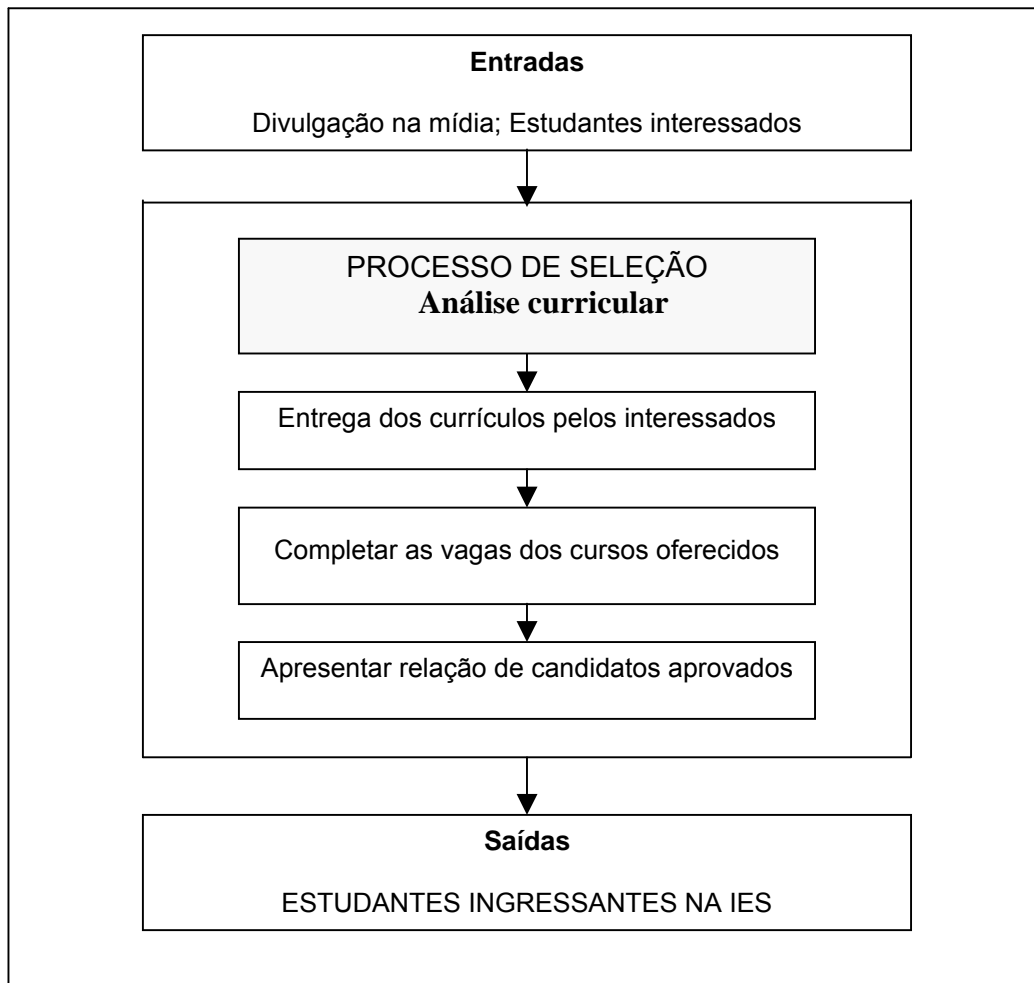 Entradas
Divulgação na mídia; Estudantes interessados
PROCESSO DE SELEÇÃO
Análise curricular
Entrega dos currículos pelos interessados
Completar as vagas dos cursos oferecidos
Apresentar relação de candidatos aprovados
Saídas
ESTUDANTES INGRESSANTES NA IES